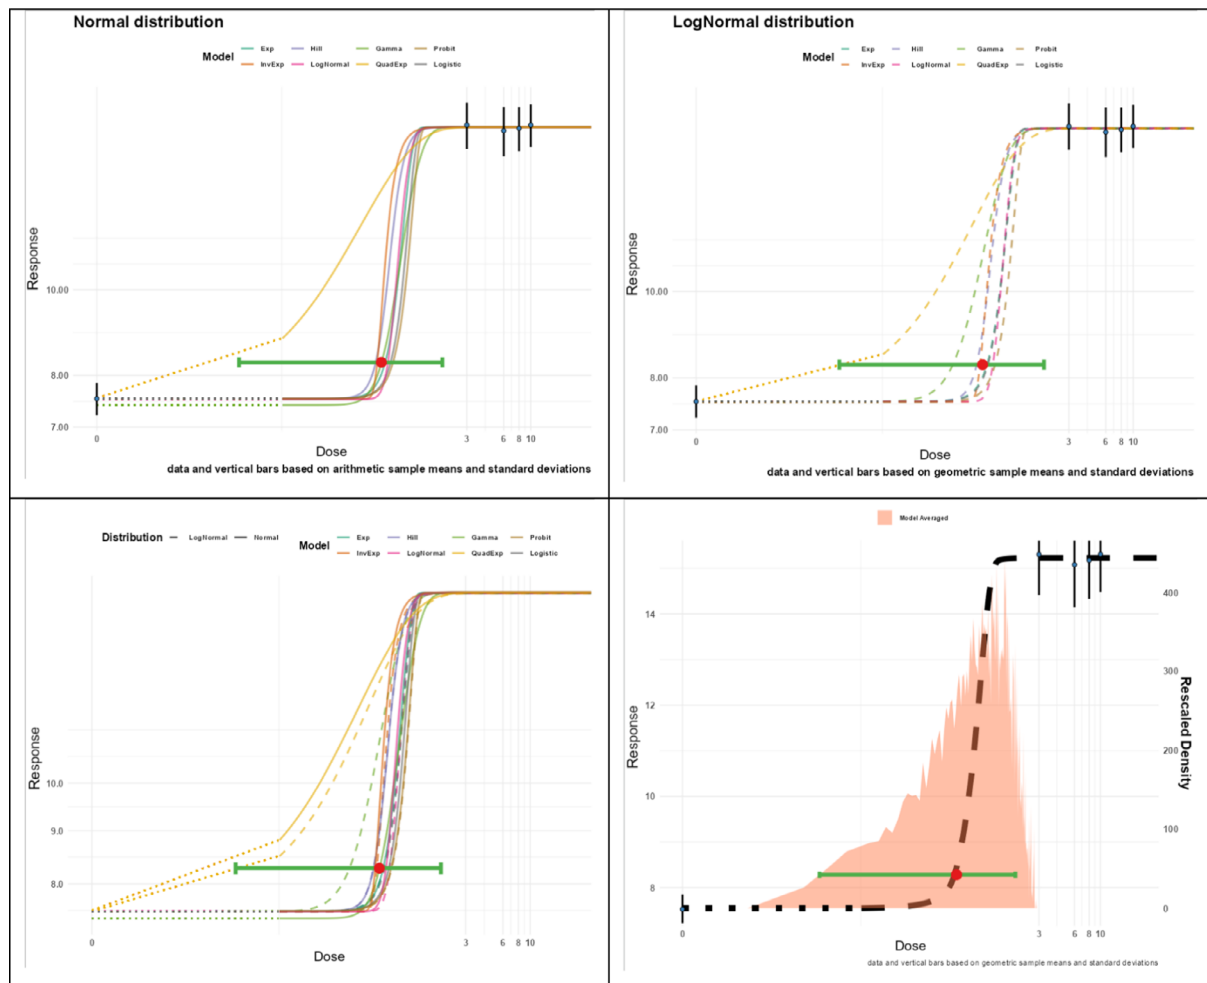 Normal distribution
Model
Exp Hill Gamma Probit
InvExp LogNormal QuadExp Logistic
Response
10.00
8.00
7.00
0 3 6 8 10
Dose
data and vertical bars based on arithmetic sample means and standard deviations
LogNormal distribution
Model
Exp Hill Gamma Probit
InvExp LogNormal QuadExp Logistic
Response
10.00
8.00
7.00
0 3 6 8 10
Dose
data and vertical bars based on geometric sample means and standard deviations
Distribution LogNormal Normal
Model
Exp Hill Gamma Probit
InvExp LogNormal QuadExp Logistic
Response
10.0
9.0
8.0
0 3 6 8 10
Dose
Model Averaged
Response
14
12
10
8
400
300
200
100
0
Rescaled Density
0 3 6 8 10
Dose
data and vertical bars based on geometric sample means and standard deviations